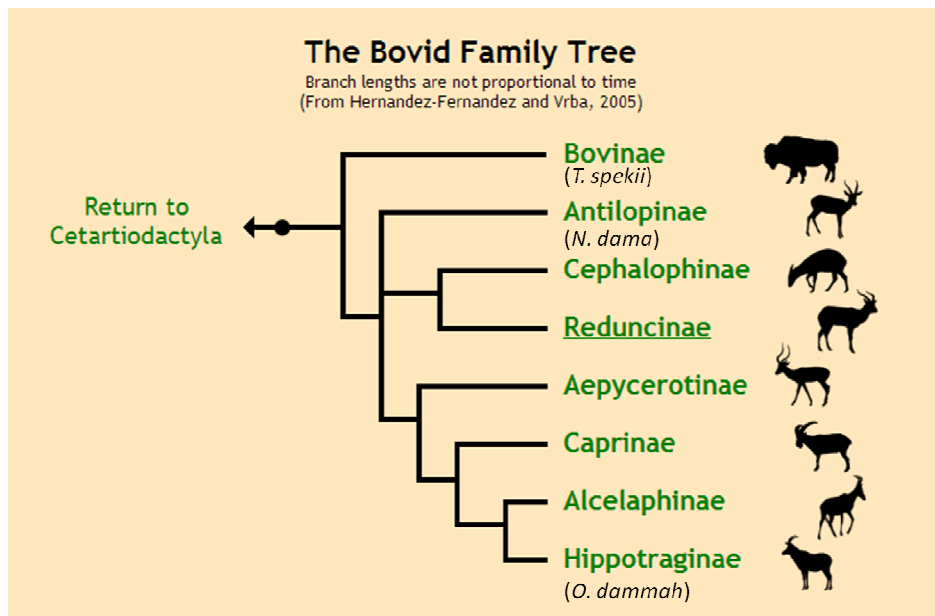 The Bovid Family Tree
Branch lengths are not proportional to time
(From Hernandez-Fernandez and Vrba, 2005)
Return to
Cetartiodactyla
Bovinae
(T. spekii)
Antilopinae
(N. dama)
Cephalophinae
Reduncinae
Aepycerotinae
Caprinae
Alcelaphinae
Hippotraginae
(O. dammah)